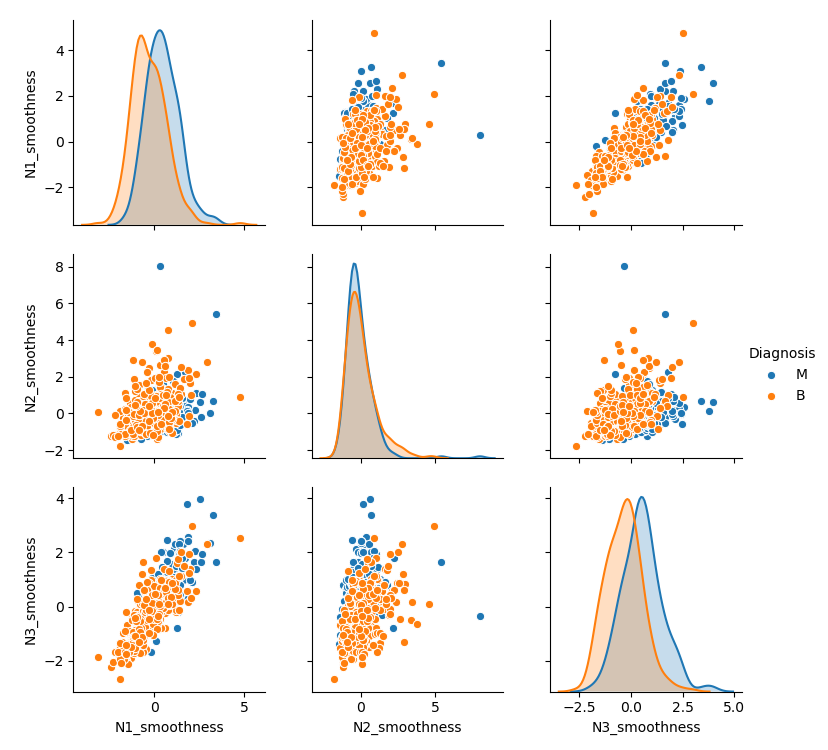 4
2
0
−2
N1_smoothness
8
6
4
2
0
−2
N2_smoothness
Diagnosis
M
B
4
2
0
−2
N3_smoothness
0 5
0 5
−2.5 0.0 2.5 5.0
N1_smoothness N2_smoothness N3_smoothness